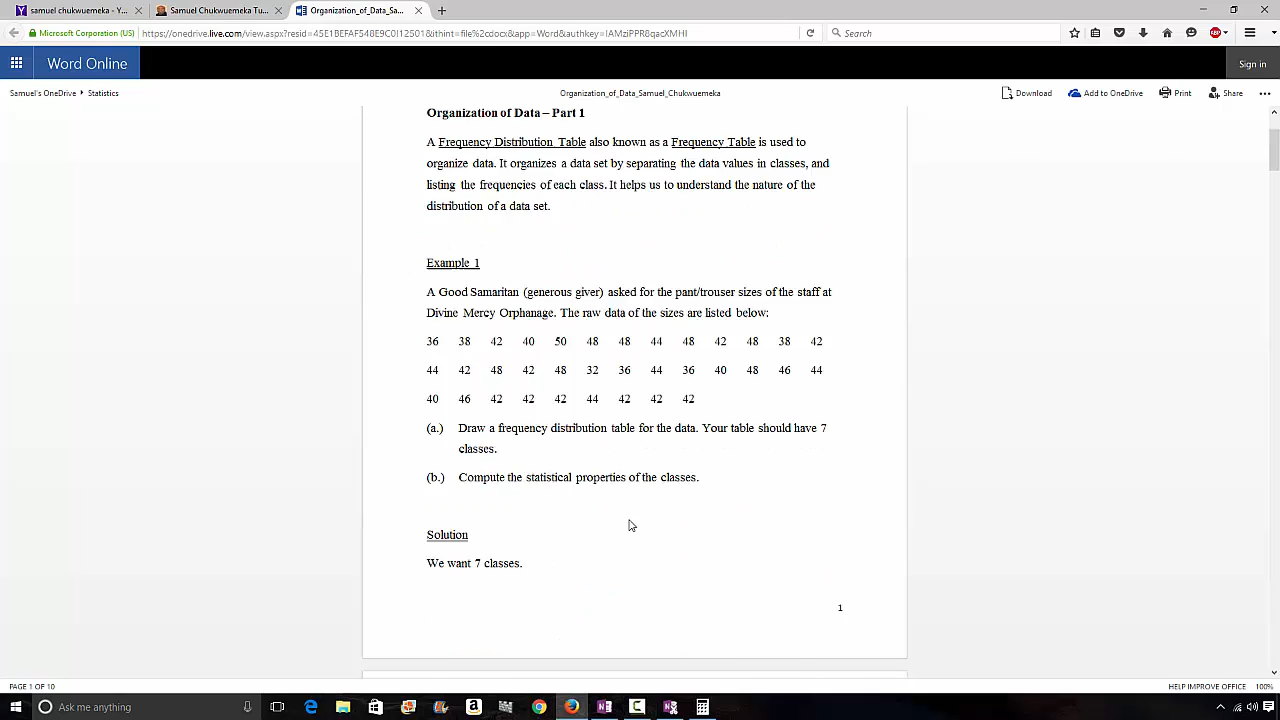 samuel chukwuemeka - Y...
Samuel Chukwuemeka Tu...
Organization_of_Data_Sa...
Microsoft Corporation (US)
Search
Word Online
Sign in
Samuel's OneDrive ▸ Statistics
Organization_of_Data_Samuel_Chukwuemeka
Download
Add to OneDrive
Print
Share
Organization of Data – Part 1
A Frequency Distribution Table also known as a Frequency Table is used to
organize data. It organizes a data set by separating the data values in classes, and
listing the frequencies of each class. It helps us to understand the nature of the
distribution of a data set.
Example 1
A Good Samaritan (generous giver) asked for the pant/trouser sizes of the staff at
Divine Mercy Orphanage. The raw data of the sizes are listed below:
36 38 42 40 50 48 48 44 48 42 48 38 42
44 42 48 42 48 32 36 44 36 40 48 46 44
40 46 42 42 42 44 42 42 42
(a.) Draw a frequency distribution table for the data. Your table should have 7
classes.
(b.) Compute the statistical properties of the classes.
Solution
We want 7 classes.
1
PAGE 1 OF 10
HELP IMPROVE OFFICE
100%
Ask me anything